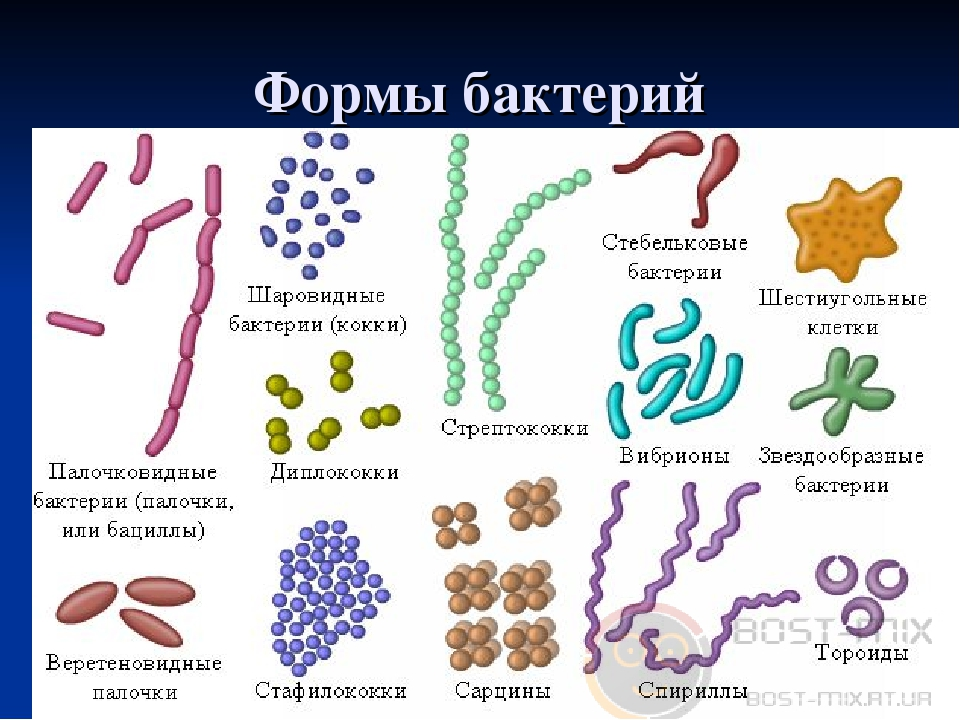 Формы бактерий
Шаровидные
бактерии (кокки)
Стебельковые
бактерии
Шестиугольные
клетки
Стрептококки
Палочковидные
бактерии (палочки,
или бациллы)
Диплококки
Вибрионы
Звездообразные
бактерии
Веретеновидные
палочки
Стафилококки
Сарцины
Спириллы
Тороиды
BOST-MIX
BOST-MIX.AT.UA